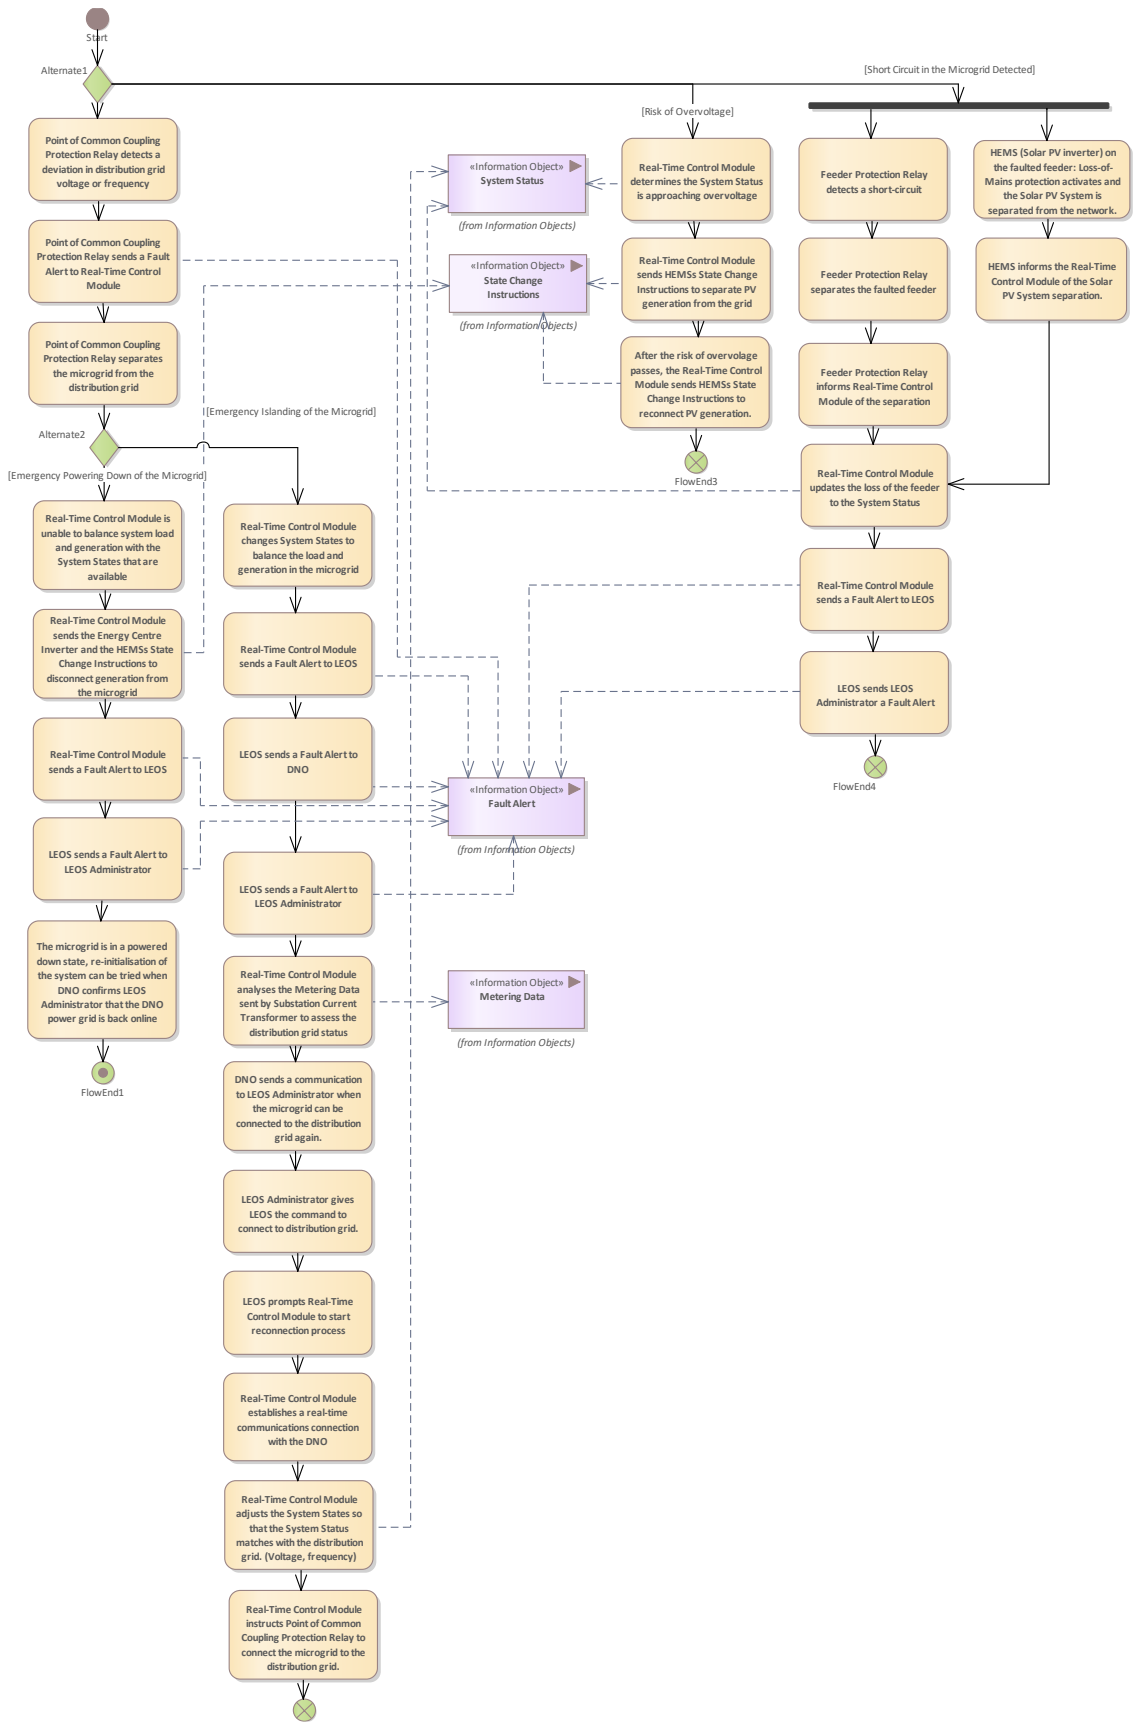 Start
Alternate1
Point of Common Coupling
Protection Relay detects a
deviation in distribution grid
voltage or frequency
Point of Common Coupling
Protection Relay sends a Fault
Alert to Real-Time Control
Module
Point of Common Coupling
Protection Relay separates
the microgrid from the
distribution grid
Alternate2
[Emergency Islanding of the Microgrid]
[Emergency Powering Down of the Microgrid]
Real-Time Control Module is
unable to balance system load
and generation with the
System States that are
available
Real-Time Control Module
sends the Energy Centre
Inverter and the HEMSs State
Change Instructions to
disconnect generation from
the microgrid
Real-Time Control Module
sends a Fault Alert to LEOS
LEOS sends a Fault Alert to
LEOS Administrator
The microgrid is in a powered
down state, re-initialisation of
the system can be tried when
DNO confirms LEOS
Administrator that the DNO
power grid is back online
FlowEnd1
Real-Time Control Module
changes System States to
balance the load and
generation in the microgrid
Real-Time Control Module
sends a Fault Alert to LEOS
LEOS sends a Fault Alert to
DNO
LEOS sends a Fault Alert to
LEOS Administrator
Real-Time Control Module
analyses the Metering Data
sent by Substation Current
Transformer to assess the
distribution grid status
DNO sends a communication
to LEOS Administrator when
the microgrid can be
connected to the distribution
grid again.
LEOS Administrator gives
LEOS the command to
connect to distribution grid.
LEOS prompts Real-Time
Control Module to start
reconnection process
Real-Time Control Module
establishes a real-time
communications connection
with the DNO
Real-Time Control Module
adjusts the System States so
that the System Status
matches with the distribution
grid. (Voltage, frequency)
Real-Time Control Module
instructs Point of Common
Coupling Protection Relay to
connect the microgrid to the
distribution grid.
«Information Object»
System Status
(from Information Objects)
«Information Object»
State Change
Instructions
(from Information Objects)
«Information Object»
Fault Alert
(from Information Objects)
«Information Object»
Metering Data
(from Information Objects)
[Risk of Overvoltage]
Real-Time Control Module
determines the System Status
is approaching overvoltage
Real-Time Control Module
sends HEMSs State Change
Instructions to separate PV
generation from the grid
After the risk of overvolage
passes, the Real-Time Control
Module sends HEMSs State
Change Instructions to
reconnect PV generation.
FlowEnd3
[Short Circuit in the Microgrid Detected]
Feeder Protection Relay
detects a short-circuit
Feeder Protection Relay
separates the faulted feeder
Feeder Protection Relay
informs Real-Time Control
Module of the separation
Real-Time Control Module
updates the loss of the feeder
to the System Status
Real-Time Control Module
sends a Fault Alert to LEOS
LEOS sends LEOS
Administrator a Fault Alert
FlowEnd4
HEMS (Solar PV inverter) on
the faulted feeder: Loss-of-
Mains protection activates and
the Solar PV System is
separated from the network.
HEMS informs the Real-Time
Control Module of the Solar
PV System separation.